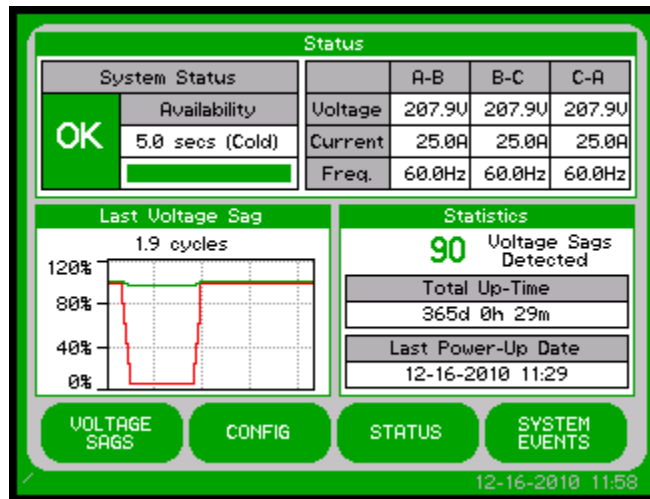 Status
System Status
A-B B-C C-A
OK
Availability
5.0 secs (Cold)
Voltage 207.9V 207.9V 207.9V
Current 25.0A 25.0A 25.0A
Freq. 60.0Hz 60.0Hz 60.0Hz
Last Voltage Sag
1.9 cycles
120%
80%
40%
0%
Statistics
90 Voltage Sags
Detected
Total Up-Time
365d 0h 29m
Last Power-Up Date
12-16-2010 11:29
VOLTAGE
SAGS
CONFIG
STATUS
SYSTEM
EVENTS
12-16-2010 11:58